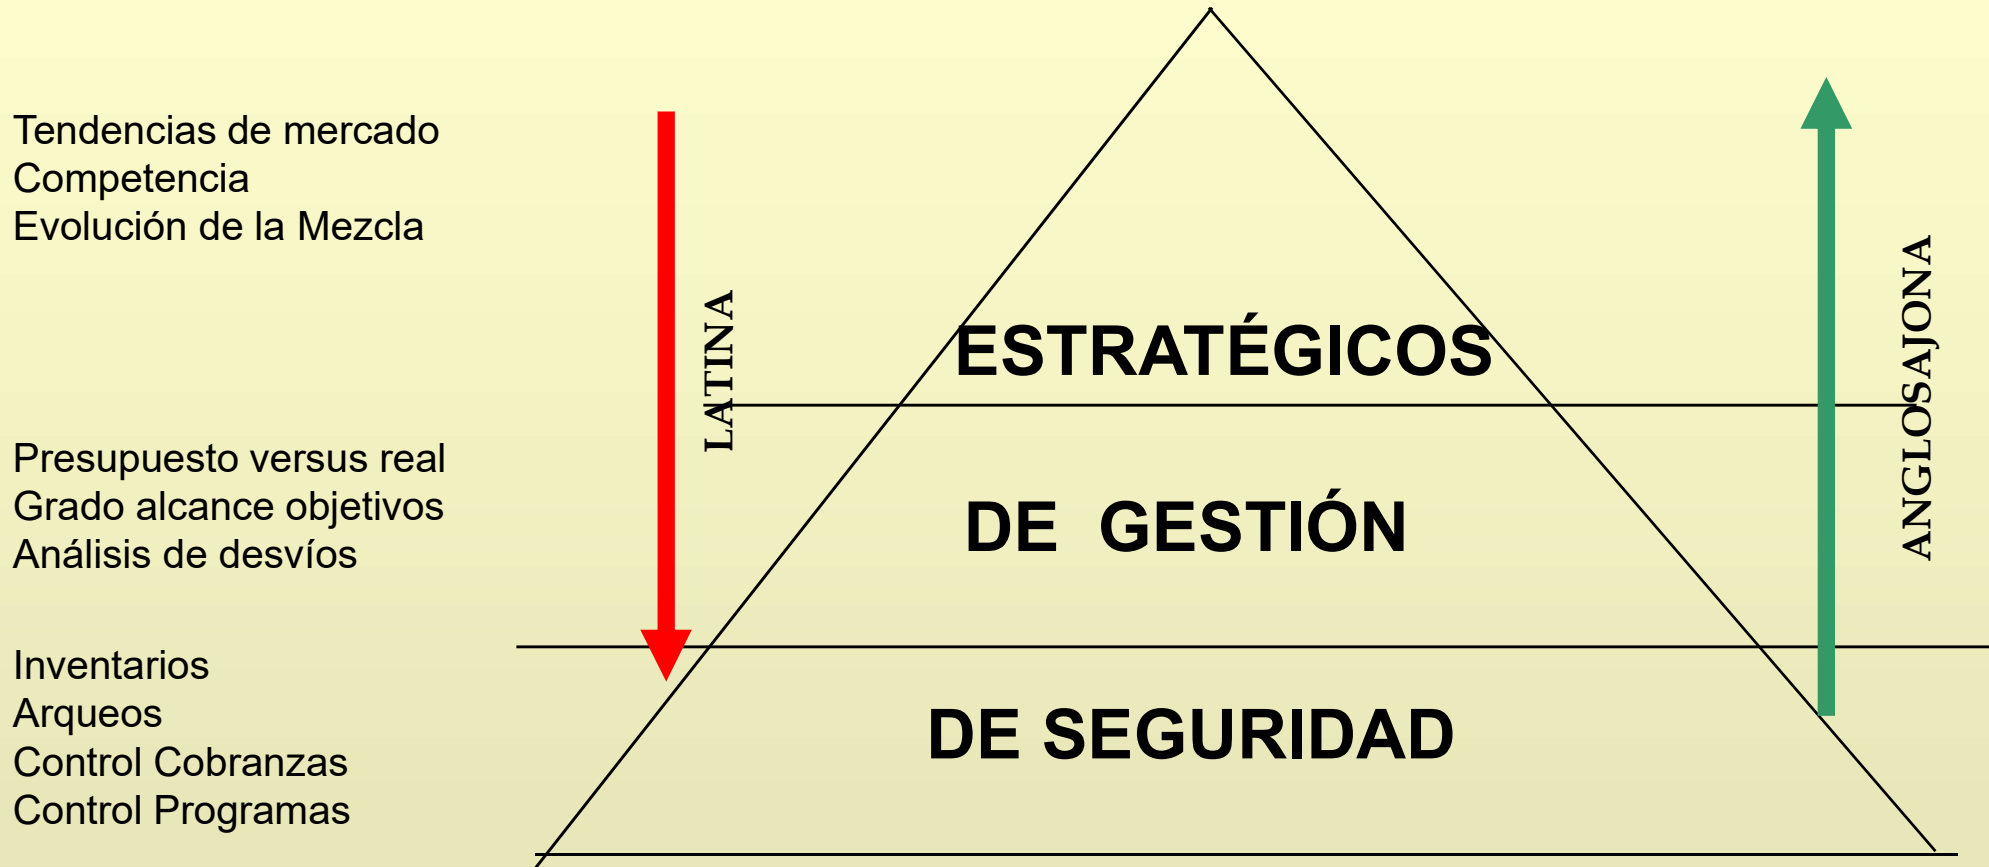 Tendencias de mercado
Competencia
Evolución de la Mezcla
LATINA
ESTRATÉGICOS
ANGLOSAJONA
Presupuesto versus real
Grado alcance objetivos
Análisis de desvíos
DE GESTIÓN
Inventarios
Arqueos
Control Cobranzas
Control Programas
DE SEGURIDAD